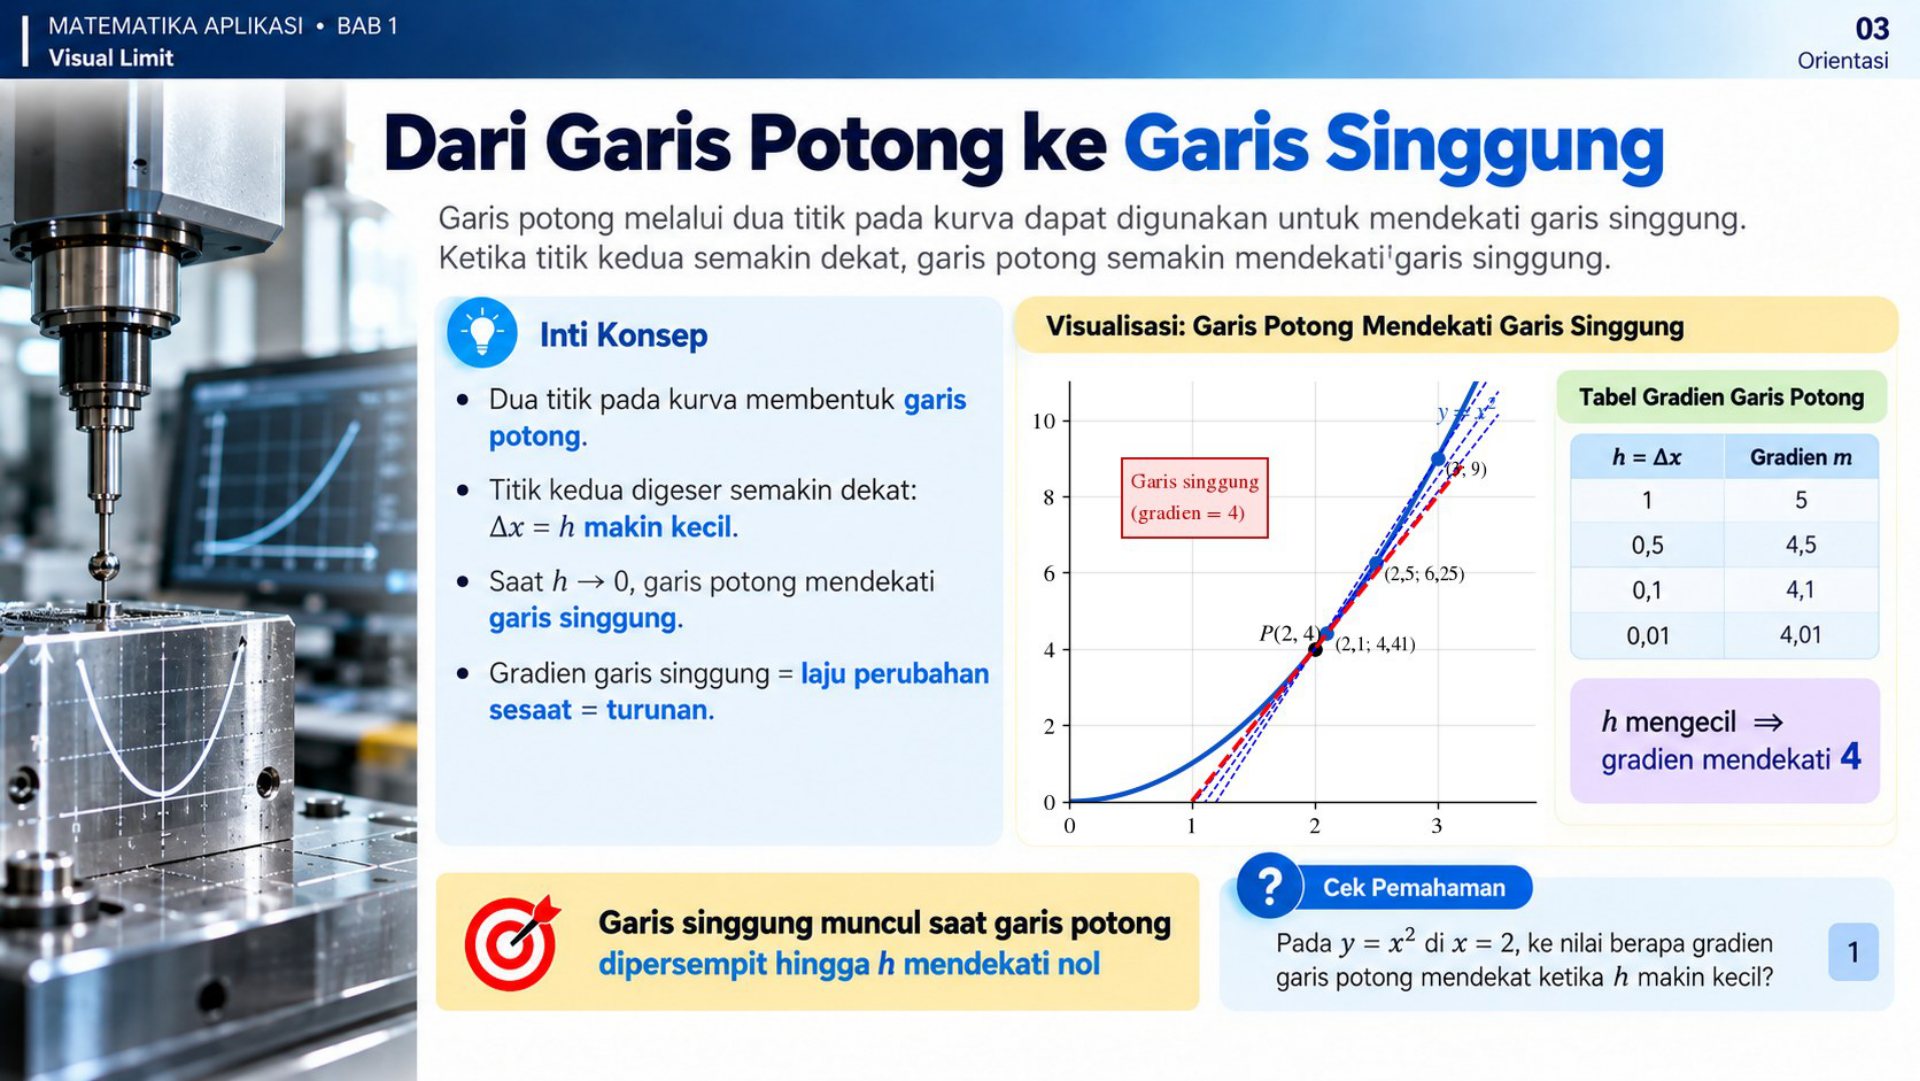 MATEMATIKA APLIKASI • BAB 1
Visual Limit
03
Orientasi
Dari Garis Potong ke Garis Singgung
Garis potong melalui dua titik pada kurva dapat digunakan untuk mendekati garis singgung.
Ketika titik kedua semakin dekat, garis potong semakin mendekati'garis singgung.
Inti Konsep
• Dua titik pada kurva membentuk garis
potong.
• Titik kedua digeser semakin dekat:
Δx = h makin kecil.
• Saat h → 0, garis potong mendekati
garis singgung.
• Gradien garis singgung = laju perubahan
sesaat = turunan.
Visualisasi: Garis Potong Mendekati Garis Singgung
y = x²
10
8
6
4
2
0
0 1 2 3
Garis singgung
(gradien = 4)
(3; 9)
(2,5; 6,25)
P(2, 4)
(2,1; 4,41)
Tabel Gradien Garis Potong
h = Δx Gradien m
1 5
0,5 4,5
0,1 4,1
0,01 4,01
h mengecil ⇒
gradien mendekati 4
Garis singgung muncul saat garis potong
dipersempit hingga h mendekati nol
? Cek Pemahaman
Pada y = x² di x = 2, ke nilai berapa gradien
garis potong mendekat ketika h makin kecil?
1